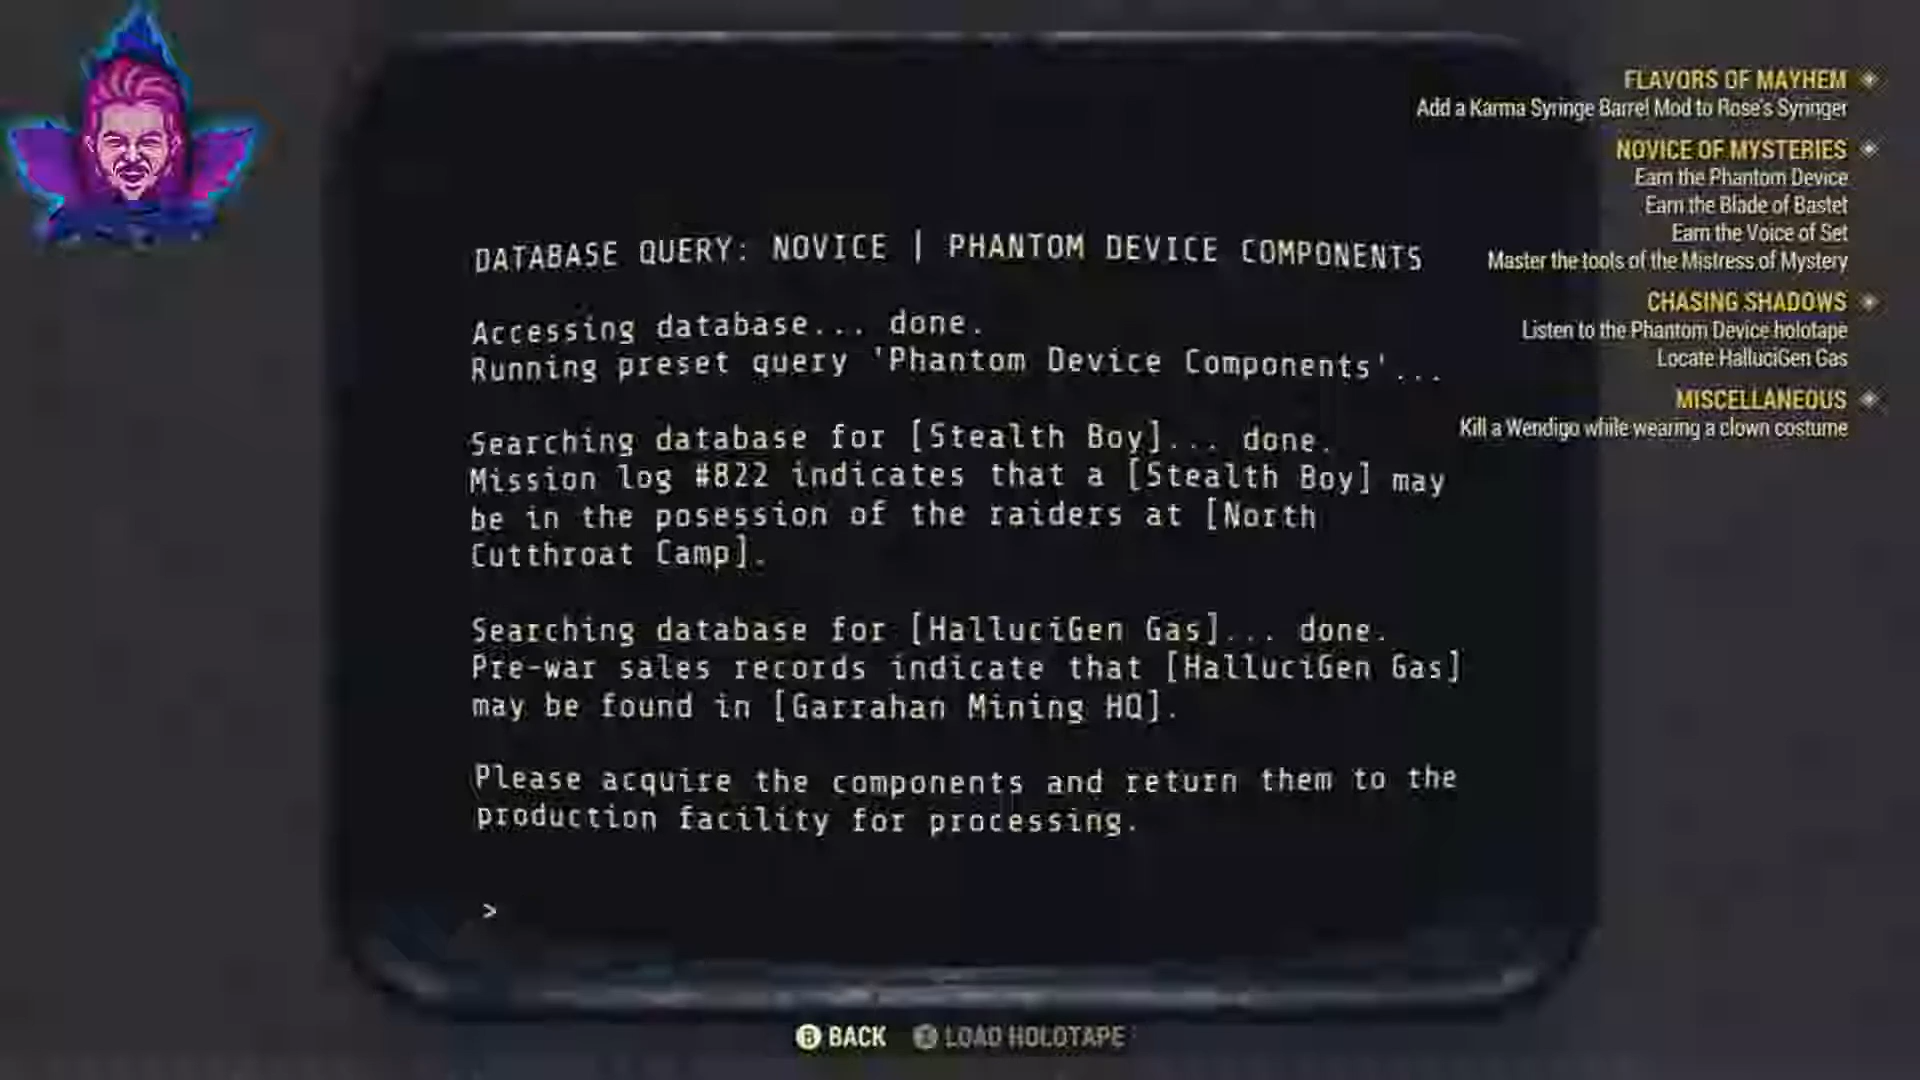 DATABASE QUERY: NOVICE | PHANTOM DEVICE COMPONENTS
Accessing database... done.
Running preset query 'Phantom Device Components'...
Searching database for [Stealth Boy]... done.
Mission log #822 indicates that a [Stealth Boy] may
be in the posession of the raiders at [North
Cutthroat Camp].
Searching database for [HalluciGen Gas]... done.
Pre-war sales records indicate that [HalluciGen Gas]
may be found in [Garrahan Mining HQ].
Please acquire the components and return them to the
production facility for processing.
>
FLAVORS OF MAYHEM
Add a Karma Syringe Barrel Mod to Rose's Syringer
NOVICE OF MYSTERIES
Earn the Phantom Device
Earn the Blade of Bastet
Earn the Voice of Set
Master the tools of the Mistress of Mystery
CHASING SHADOWS
Listen to the Phantom Device holotape
Locate HalluciGen Gas
MISCELLANEOUS
Kill a Wendigo while wearing a clown costume
B BACK LOAD HOLOTAPE